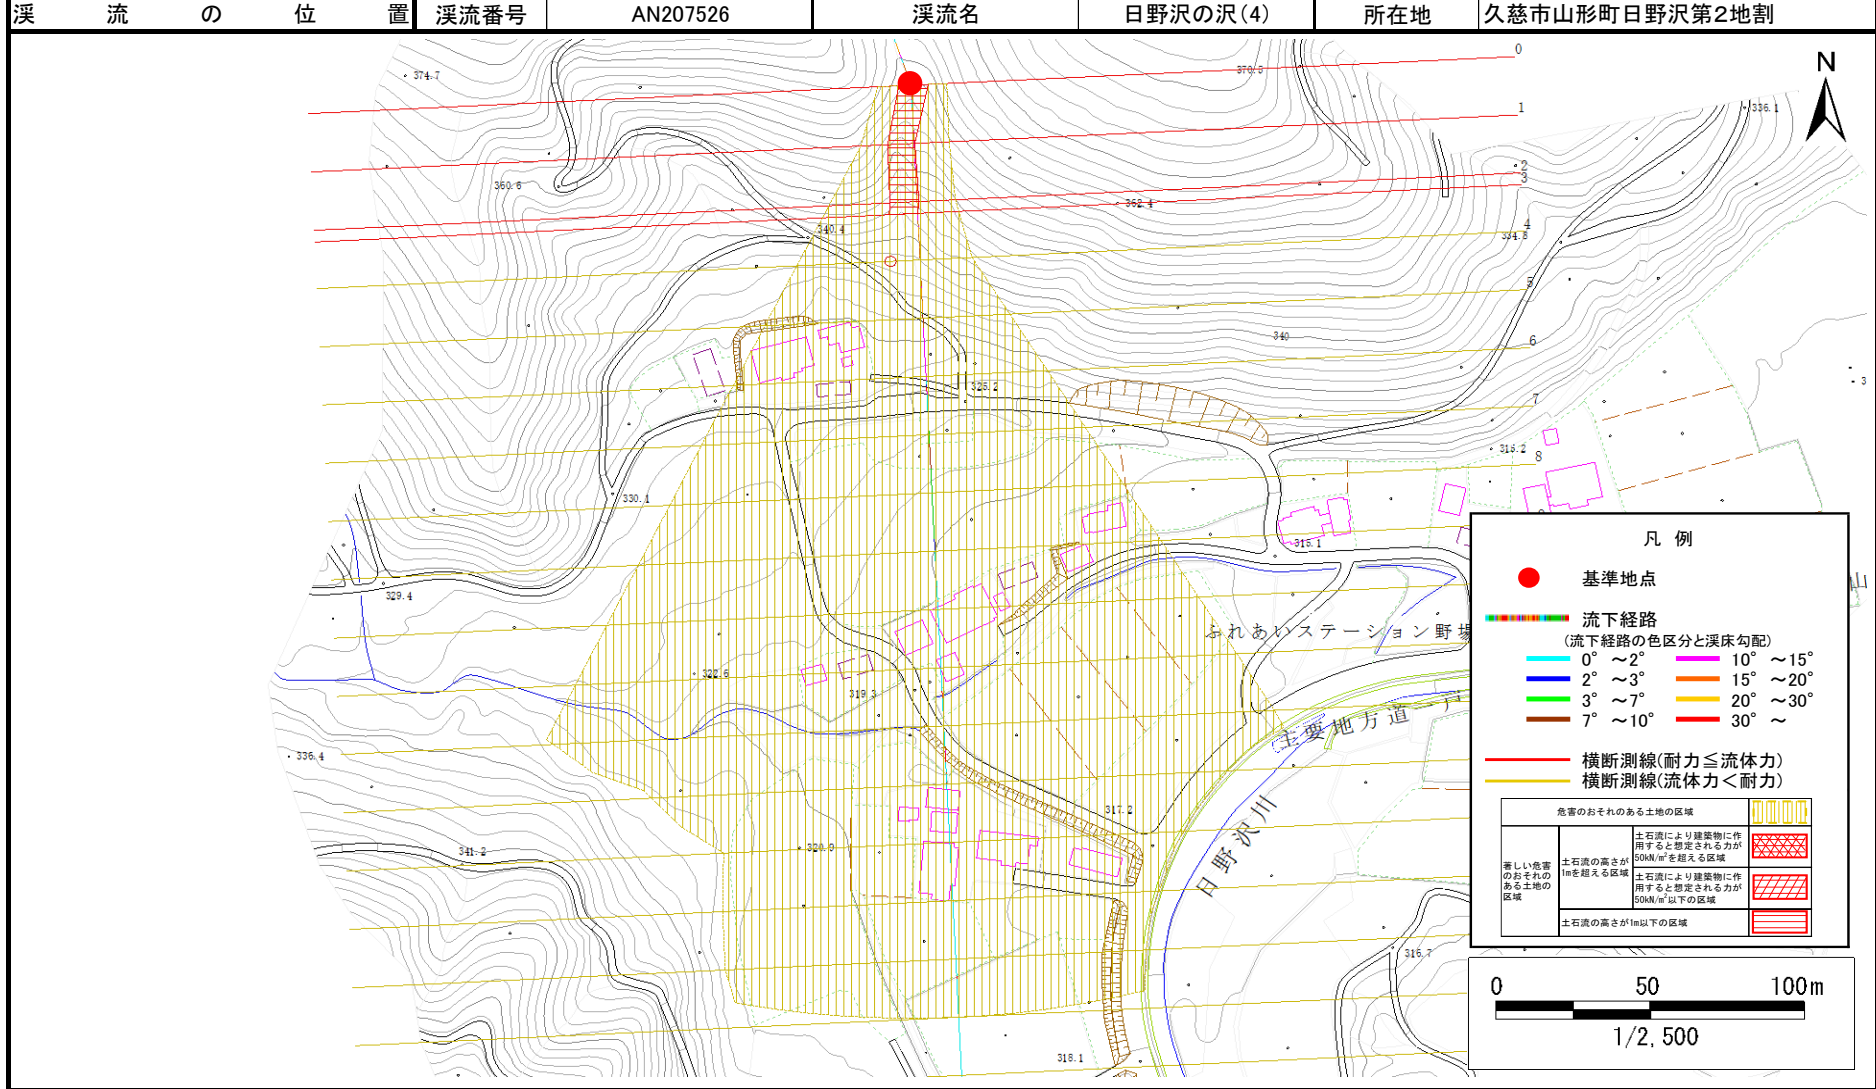 渓流の位置 渓流番号 AN207526 渓流名 日野沢の沢(4) 所在地 久慈市山形町日野沢第2地割
0
374.7
370.5
N
1
336.1
2
3
360.6
362.4
4
340.4
334.8
5
340
6
325.2
7
3
315.2
8
330.1
315.1
329.4
山
ふれあいステーション野場
322.6
319.3
主要地方道一戸
336.4
317.2
日野沢川
320.9
341.2
316.7
318.1
凡例
基準地点
流下経路
(流下経路の色区分と渓床勾配)
0°~2° 10°~15°
2°~3° 15°~20°
3°~7° 20°~30°
7°~10° 30°~
横断測線(耐力≦流体力)
横断測線(流体力<耐力)
危害のおそれのある土地の区域
著しい危害のおそれのある土地の区域
土石流の高さが1mを超える区域
土石流により建築物に作用すると想定される力が50kN/m²を超える区域
土石流により建築物に作用すると想定される力が50kN/m²以下の区域
土石流の高さが1m以下の区域
0 50 100m
1/2,500